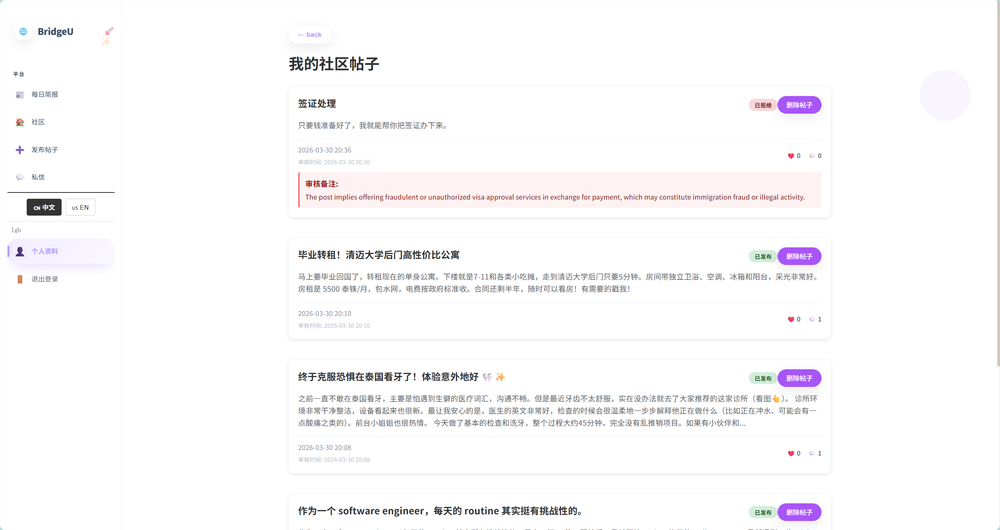 BridgeU
平台
每日简报
社区
发布帖子
私信
CN 中文
us EN
lgh
个人资料
退出登录
← back
我的社区帖子
签证处理
已拒绝
删除帖子
只要钱准备好了，我就能帮你把签证办下来。
2026-03-30 20:36
审核时间: 2026-03-30 20:36
0
0
审核备注:
The post implies offering fraudulent or unauthorized visa approval services in exchange for payment, which may constitute immigration fraud or illegal activity.
毕业转租！清迈大学后门高性价比公寓
已发布
删除帖子
马上要毕业回国了，转租现在的单身公寓。下楼就是7-11和各类小吃摊，走到清迈大学后门只要5分钟。房间带独立卫浴、空调、冰箱和阳台，采光非常好。
房租是 5500 泰铢/月，包水网，电费按政府标准收。合同还剩半年，随时可以看房！有需要的戳我！
2026-03-30 20:10
审核时间: 2026-03-30 20:10
0
1
终于克服恐惧在泰国看牙了！体验意外地好 🦷✨
已发布
删除帖子
之前一直不敢在泰国看牙，主要是怕遇到生僻的医疗词汇，沟通不畅。但是最近牙齿不太舒服，实在没办法就去了大家推荐的这家诊所（看图👆）。 诊所环
境非常干净整洁，设备看起来也很新。最让我安心的是，医生的英文非常好，检查的时候会很温柔地一步步解释他正在做什么（比如正在冲水、可能会有一
点酸痛之类的）。前台小姐姐也很热情。 今天做了基本的检查和洗牙，整个过程大约45分钟，完全没有乱推销项目。如果有小伙伴和...
2026-03-30 20:08
审核时间: 2026-03-30 20:08
0
1
作为一个 software engineer，每天的 routine 其实挺有挑战性的。
已发布
删除帖子